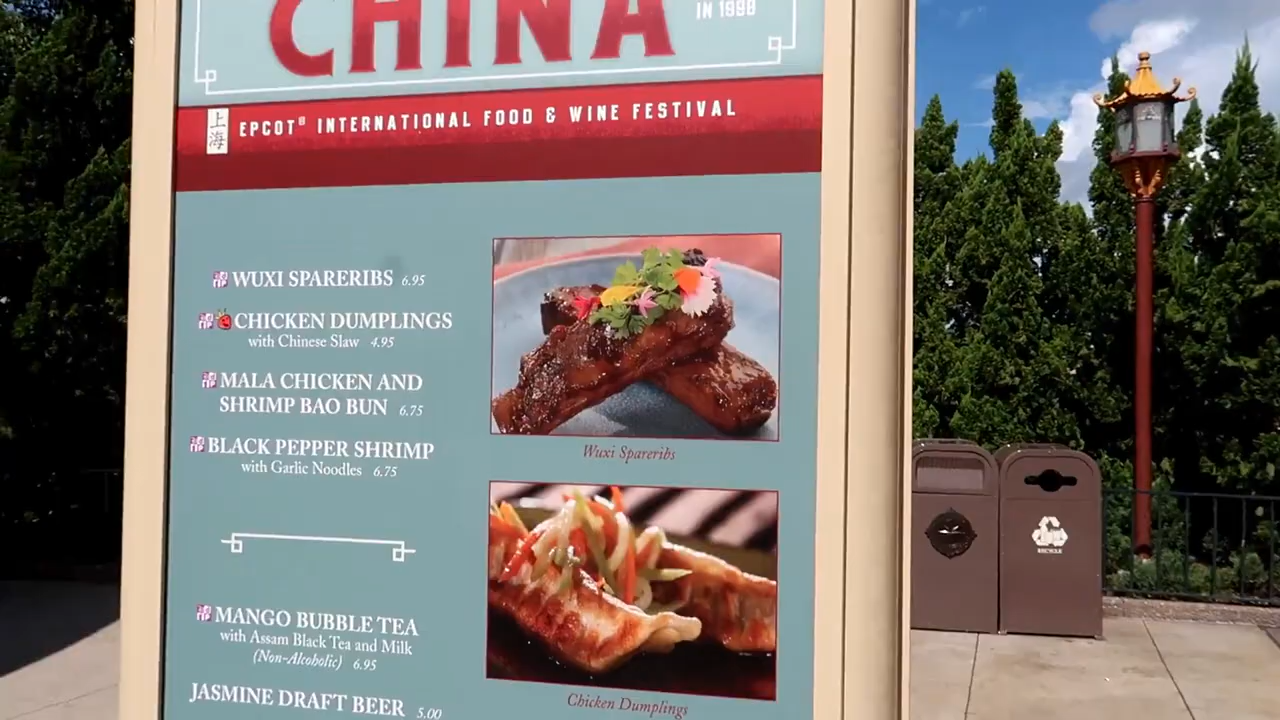 CHINA
IN 1998
上海
EPCOT® INTERNATIONAL FOOD & WINE FESTIVAL
WUXI SPARERIBS 6.95
CHICKEN DUMPLINGS
with Chinese Slaw 4.95
MALA CHICKEN AND
SHRIMP BAO BUN 6.75
BLACK PEPPER SHRIMP
with Garlic Noodles 6.75
MANGO BUBBLE TEA
with Assam Black Tea and Milk
(Non-Alcoholic) 6.95
JASMINE DRAFT BEER 5.00
Wuxi Spareribs
Chicken Dumplings
RECYCLE